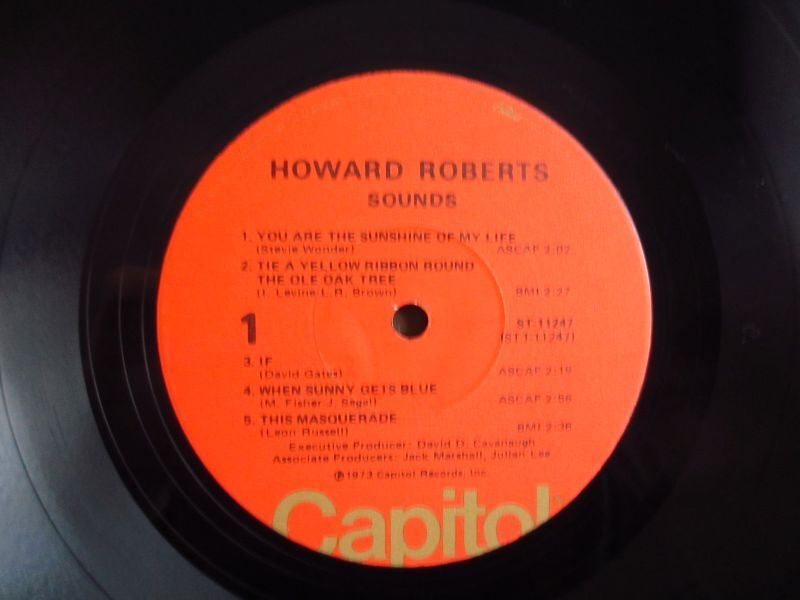 HOWARD ROBERTS
SOUNDS
1. YOU ARE THE SUNSHINE OF MY LIFE
(Stevie Wonder) ASCAP 2:02
2. TIE A YELLOW RIBBON ROUND
THE OLE OAK TREE
(I. Levine-L.R. Brown) BMI 2:27
1 ST-11247
(ST 1-11247)
3. IF
(David Gates) ASCAP 2:19
4. WHEN SUNNY GETS BLUE
(M. Fisher-J. Segal) ASCAP 2:56
5. THIS MASQUERADE
(Leon Russell) BMI 2:36
Executive Producer: David D. Cavanaugh
Associate Producers: Jack Marshall, Julian Lee
℗1973 Capitol Records, Inc.
Capitol